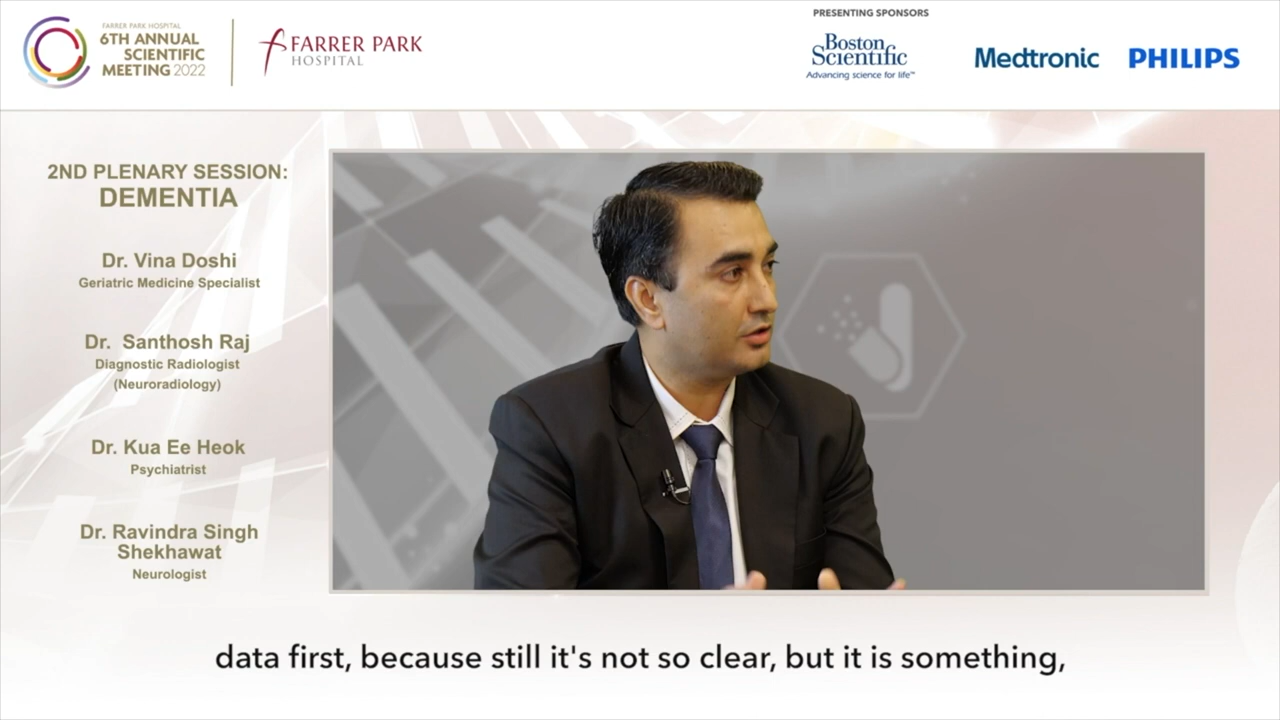 FARRER PARK HOSPITAL
6TH ANNUAL
SCIENTIFIC
MEETING 2022
FARRER PARK
HOSPITAL
PRESENTING SPONSORS
Boston
Scientific
Advancing science for life™
Medtronic
PHILIPS
2ND PLENARY SESSION:
DEMENTIA
Dr. Vina Doshi
Geriatric Medicine Specialist
Dr. Santhosh Raj
Diagnostic Radiologist
(Neuroradiology)
Dr. Kua Ee Heok
Psychiatrist
Dr. Ravindra Singh
Shekhawat
Neurologist
data first, because still it's not so clear, but it is something,